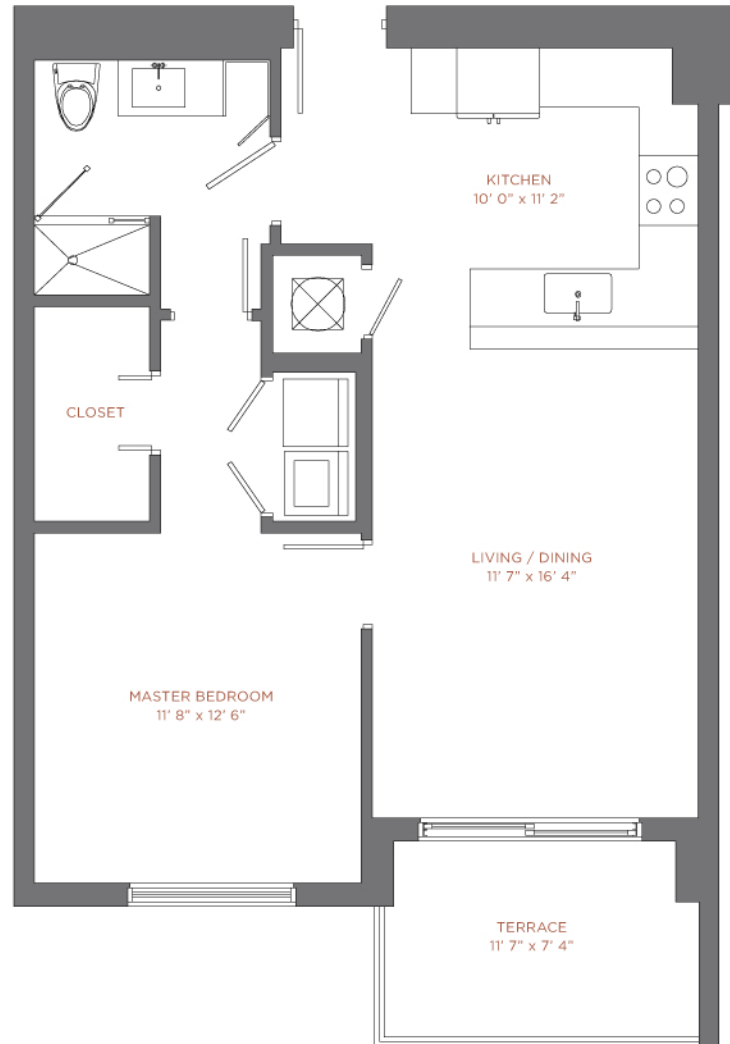 KITCHEN
10' 0" x 11' 2"
CLOSET
LIVING / DINING
11' 7" x 16' 4"
MASTER BEDROOM
11' 8" x 12' 6"
TERRACE
11' 7" x 7' 4"